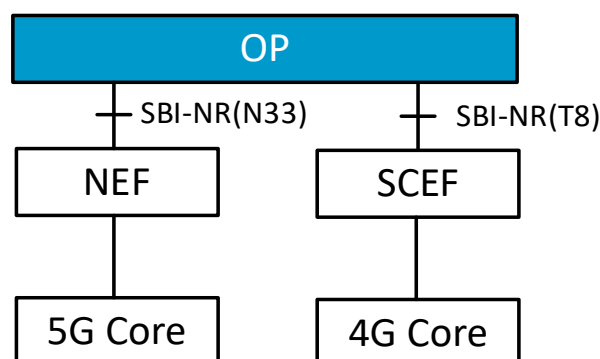 OP
SBI-NR(N33)
SBI-NR(T8)
NEF
SCEF
5G Core
4G Core